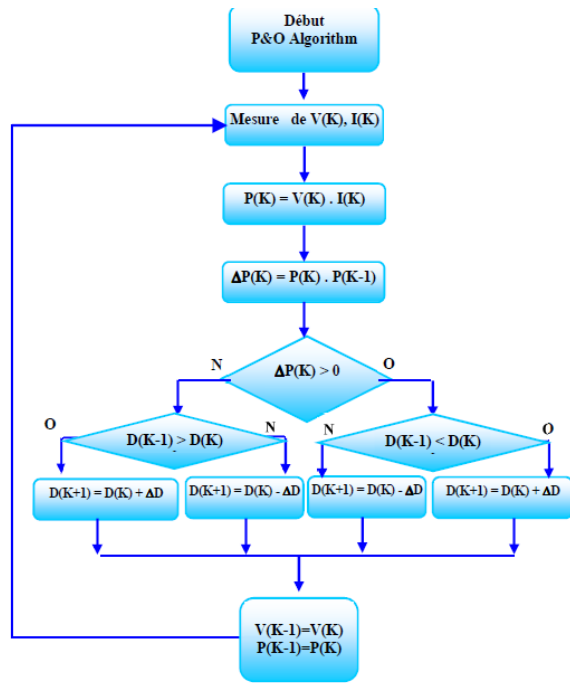 Début
P&O Algorithm
Mesure de V(K), I(K)
P(K) = V(K) . I(K)
ΔP(K) = P(K) . P(K-1)
N
ΔP(K) > 0
O
O
D(K-1) > D(K)
N
N
D(K-1) < D(K)
O
D(K+1) = D(K) + ΔD
D(K+1) = D(K) - ΔD
D(K+1) = D(K) - ΔD
D(K+1) = D(K) + ΔD
V(K-1)=V(K)
P(K-1)=P(K)